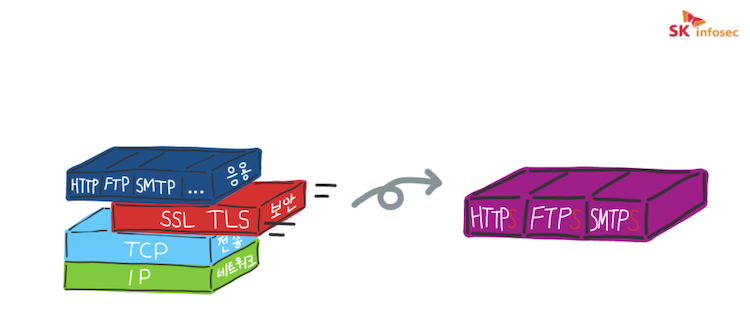 SK infosec
HTTP FTP SMTP ... 응용
SSL TLS 보안
TCP 전송
IP 네트워크
HTTPS FTPS SMTPS